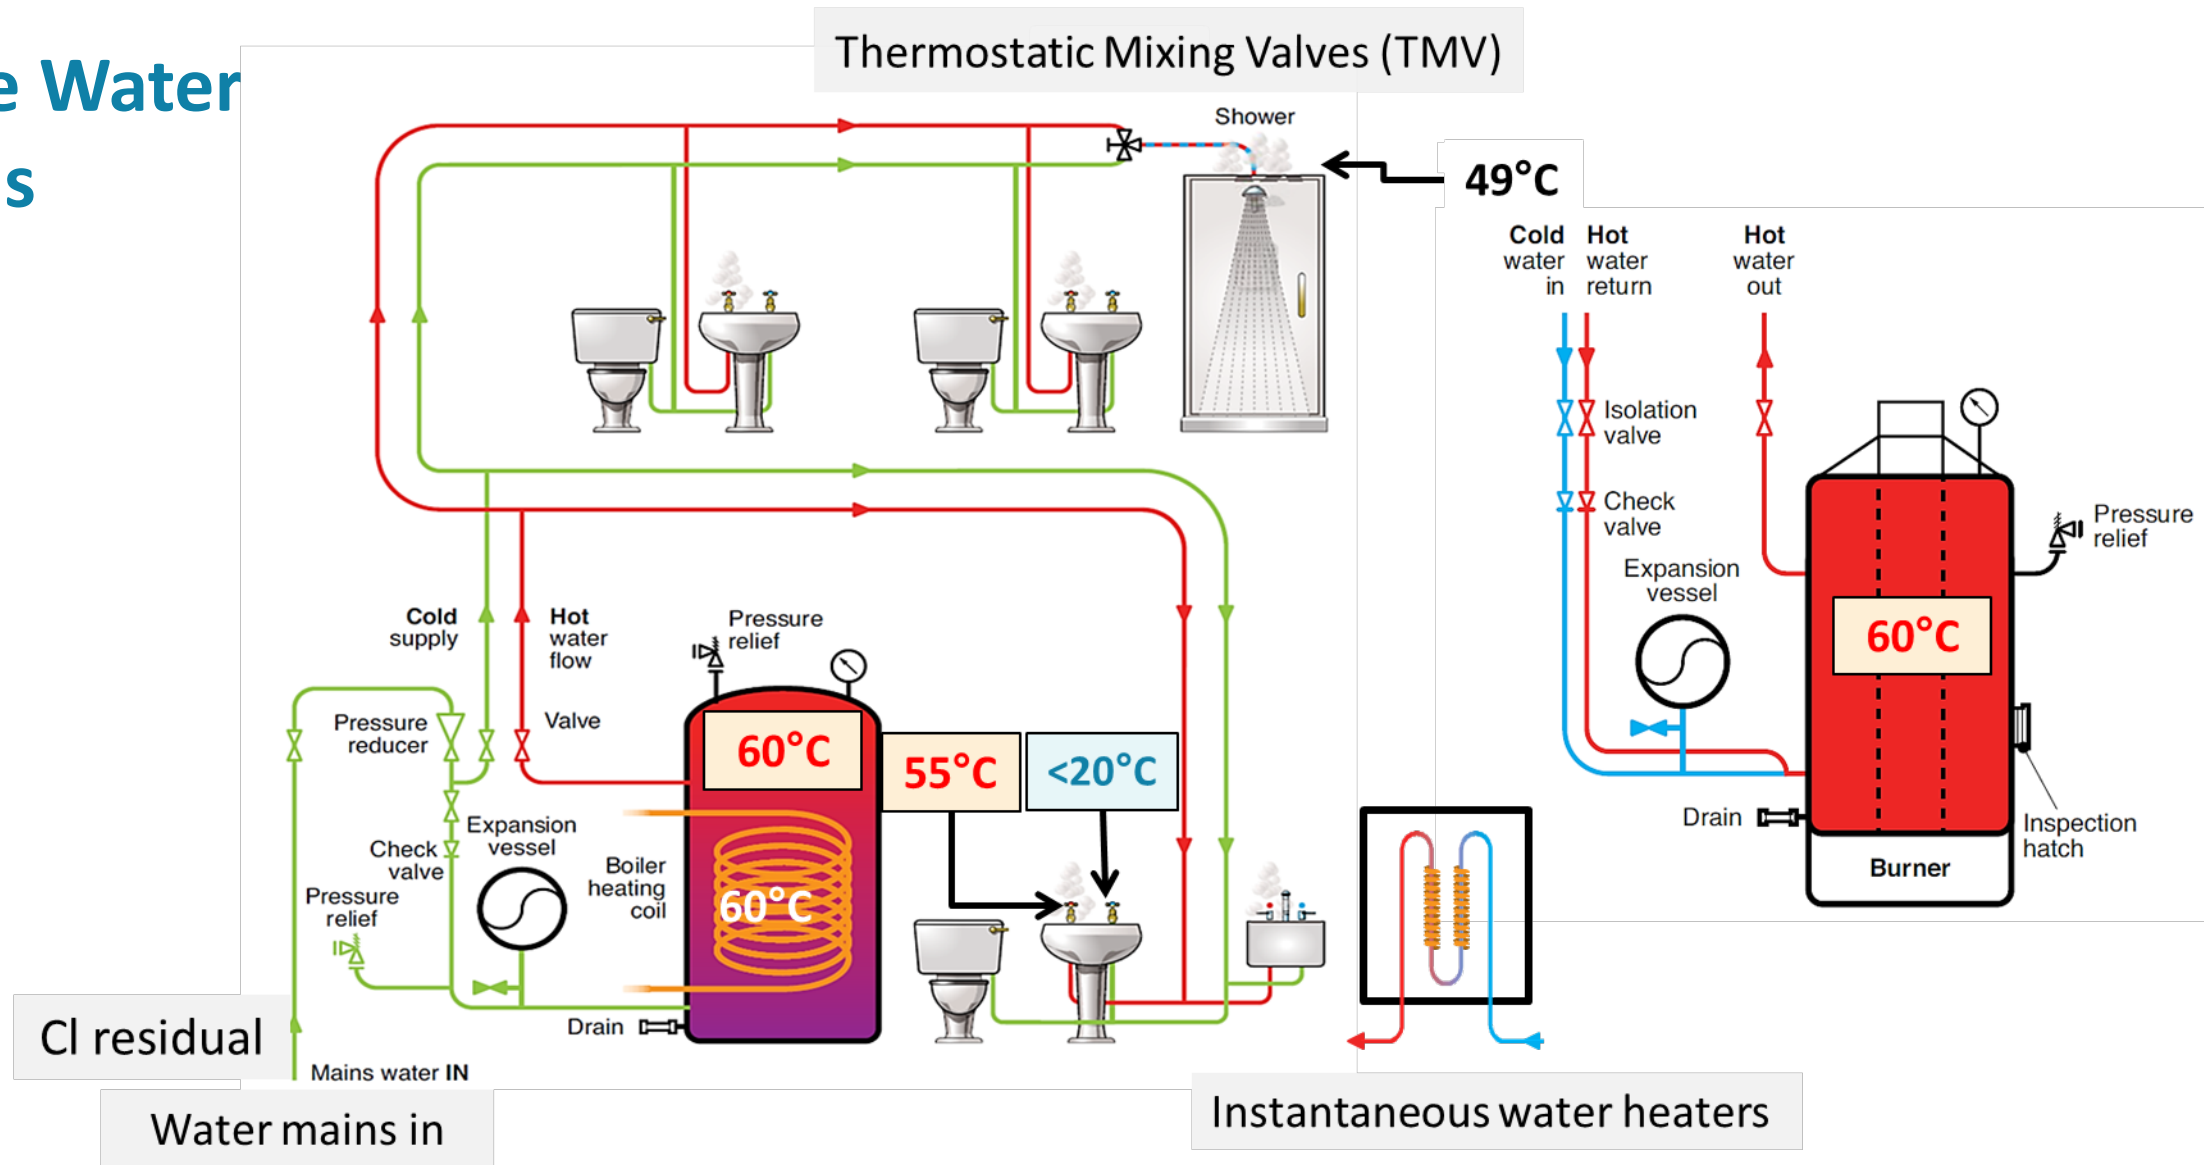 e Water
s
Thermostatic Mixing Valves (TMV)
Shower
49°C
Cold
water
in
Hot
water
return
Hot
water
out
Isolation
valve
Check
valve
Expansion
vessel
Pressure
relief
60°C
Drain
Inspection
hatch
Burner
Cold
supply
Hot
water
flow
Pressure
relief
Pressure
reducer
Valve
60°C
55°C
<20°C
Expansion
vessel
Check
valve
Boiler
heating
coil
60°C
Pressure
relief
Drain
Cl residual
Mains water IN
Water mains in
Instantaneous water heaters